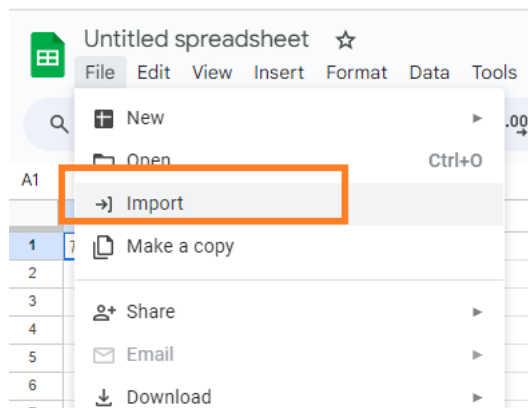 Untitled spreadsheet
File Edit View Insert Format Data Tools
New
.00
Open Ctrl+O
A1
Import
1
Make a copy
2
3
Share
4
5
Email
6
Download